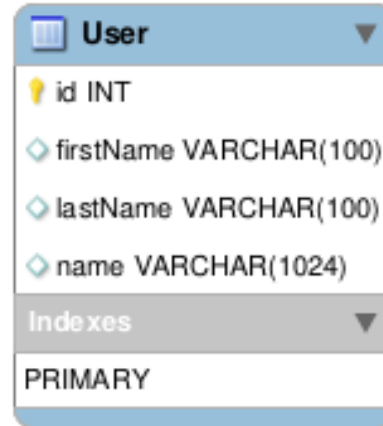 User
id INT
firstName VARCHAR(100)
lastName VARCHAR(100)
name VARCHAR(1024)
Indexes
PRIMARY